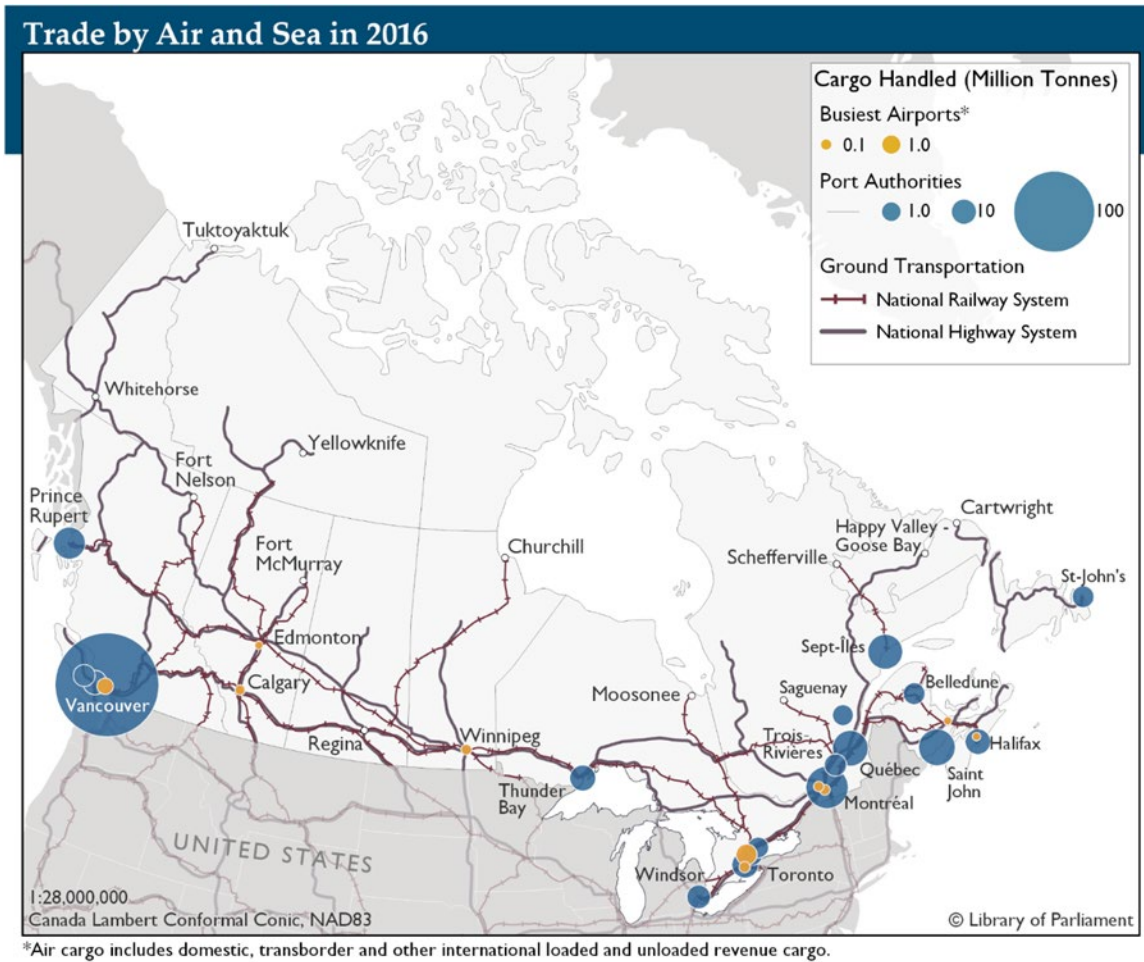 Trade by Air and Sea in 2016
Cargo Handled (Million Tonnes)
Busiest Airports*
0.1 1.0
Port Authorities
1.0 10 100
Ground Transportation
National Railway System
National Highway System
Tuktoyaktuk
Whitehorse
Yellowknife
Fort
Nelson
Prince
Rupert
Fort
McMurray
Churchill
Cartwright
Happy Valley -
Goose Bay
Schefferville
St-John's
Edmonton
Sept-Îles
Vancouver
Calgary
Moosonee
Saguenay
Belledune
Regina
Winnipeg
Trois-
Rivières
Halifax
Thunder
Bay
Québec
Saint
John
Montréal
UNITED STATES
Windsor
Toronto
1:28,000,000
Canada Lambert Conformal Conic, NAD83
© Library of Parliament
*Air cargo includes domestic, transborder and other international loaded and unloaded revenue cargo.